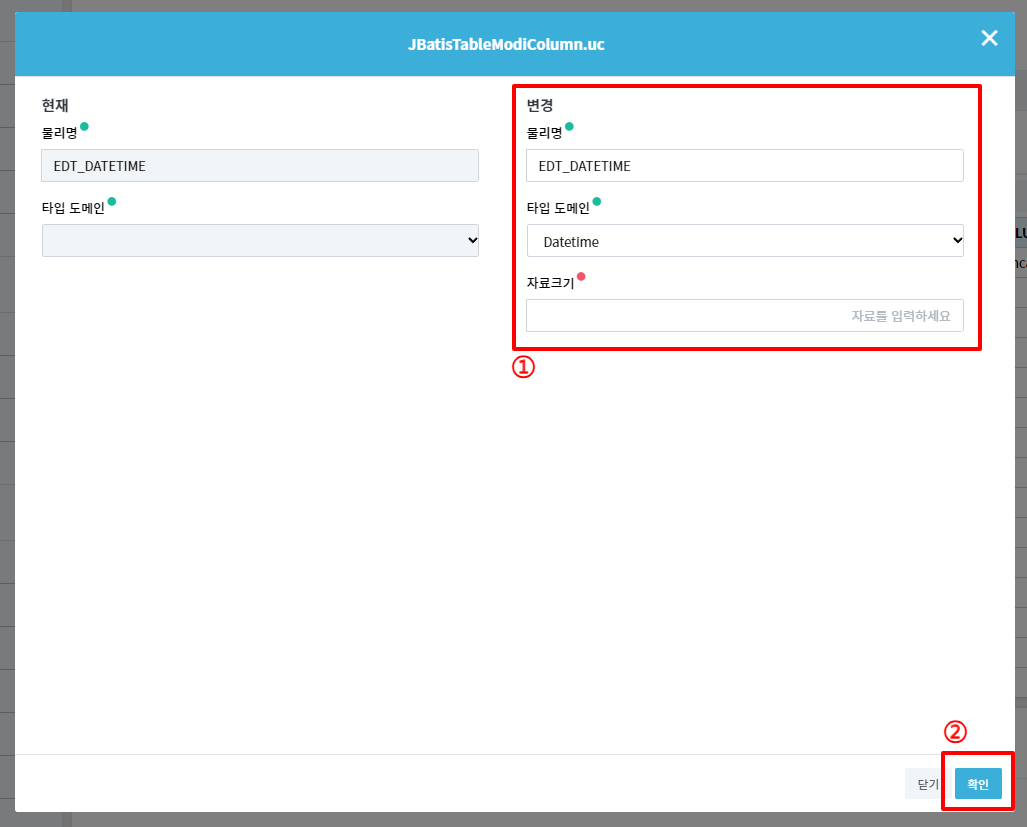 JBatisTableModiColumn.uc
현재
물리명
EDT_DATETIME
타입 도메인
변경
물리명
EDT_DATETIME
타입 도메인
Datetime
자료크기
자료를 입력하세요
①
②
닫기
확인